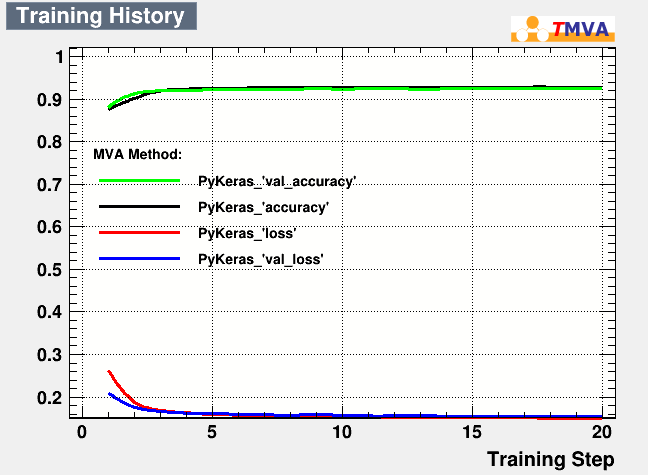 Training History
TMVA
1
0.9
0.8
MVA Method:
0.7
PyKeras_'val_accuracy'
PyKeras_'accuracy'
0.6
PyKeras_'loss'
PyKeras_'val_loss'
0.5
0.4
0.3
0.2
0 5 10 15 20
Training Step